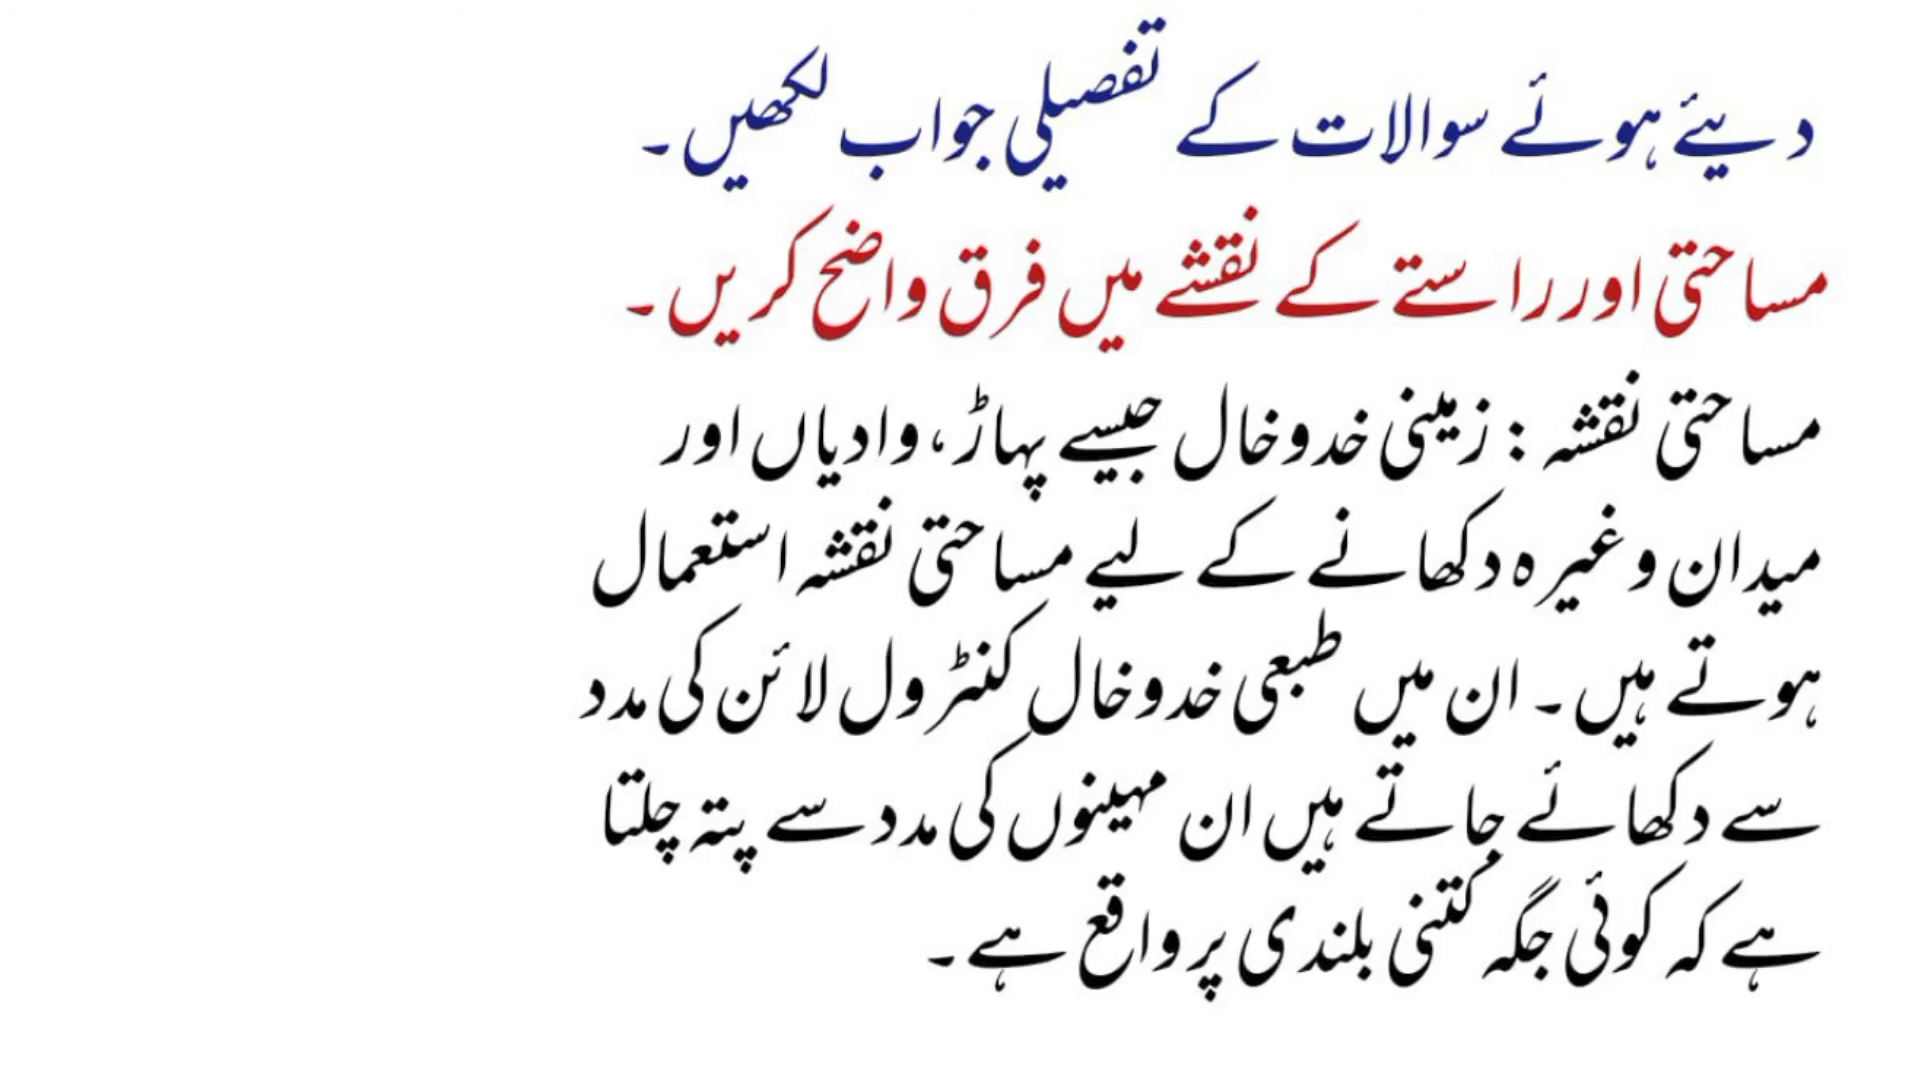 دیئے ہوئے سوالات کے تفصیلی جواب لکھیں۔
مساحتی اور راستے کے نقشے میں فرق واضح کریں۔
مساحتی نقشہ : زمینی خدوخال جیسے پہاڑ، وادیاں اور
میدان وغیرہ دکھانے کے لیے مساحتی نقشہ استعمال
ہوتے ہیں۔ ان میں طبعی خدوخال کنٹرول لائن کی مدد
سے دکھائے جاتے ہیں ان مہینوں کی مدد سے پتہ چلتا
ہے کہ کوئی جگہ کتنی بلندی پر واقع ہے۔